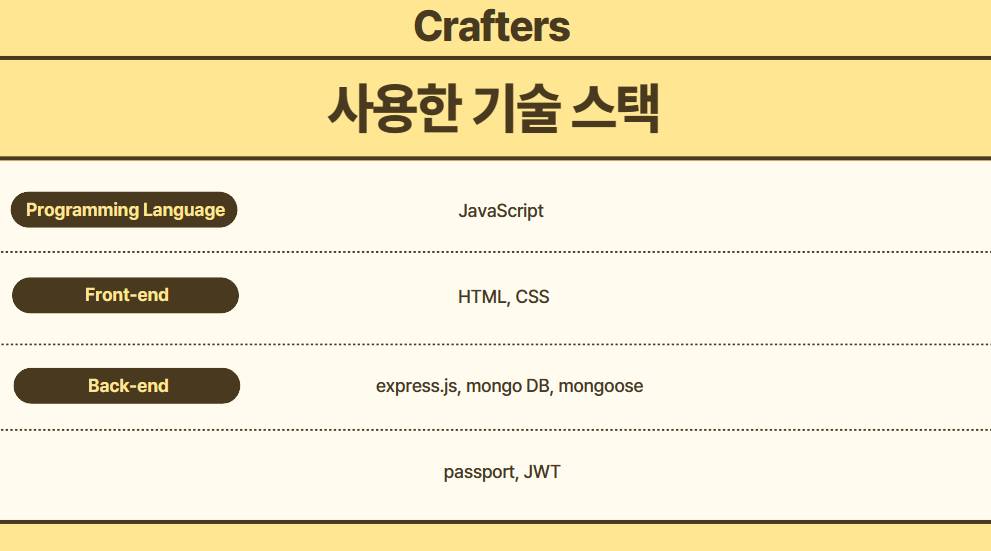 Crafters
사용한 기술 스택
Programming Language
JavaScript
Front-end
HTML, CSS
Back-end
express.js, mongo DB, mongoose
passport, JWT